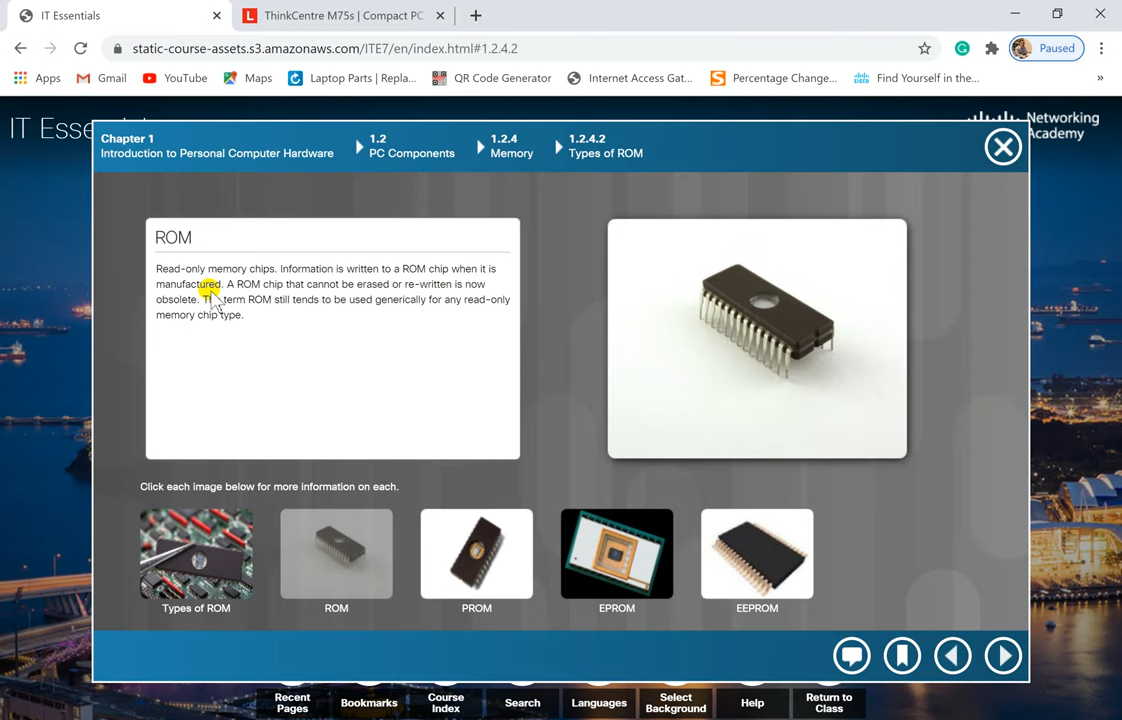 IT Essentials
ThinkCentre M75s | Compact PC
static-course-assets.s3.amazonaws.com/ITE7/en/index.html#1.2.4.2
Paused
Apps
Gmail
YouTube
Maps
Laptop Parts | Repla...
QR Code Generator
Internet Access Gat...
Percentage Change...
Find Yourself in the...
»
IT Esse
Networking
Academy
Chapter 1
Introduction to Personal Computer Hardware
1.2
PC Components
1.2.4
Memory
1.2.4.2
Types of ROM
ROM
Read-only memory chips. Information is written to a ROM chip when it is
manufactured. A ROM chip that cannot be erased or re-written is now
obsolete. The term ROM still tends to be used generically for any read-only
memory chip type.
Click each image below for more information on each.
Types of ROM
ROM
PROM
EPROM
EEPROM
Recent
Pages
Bookmarks
Course
Index
Search
Languages
Select
Background
Help
Return to
Class